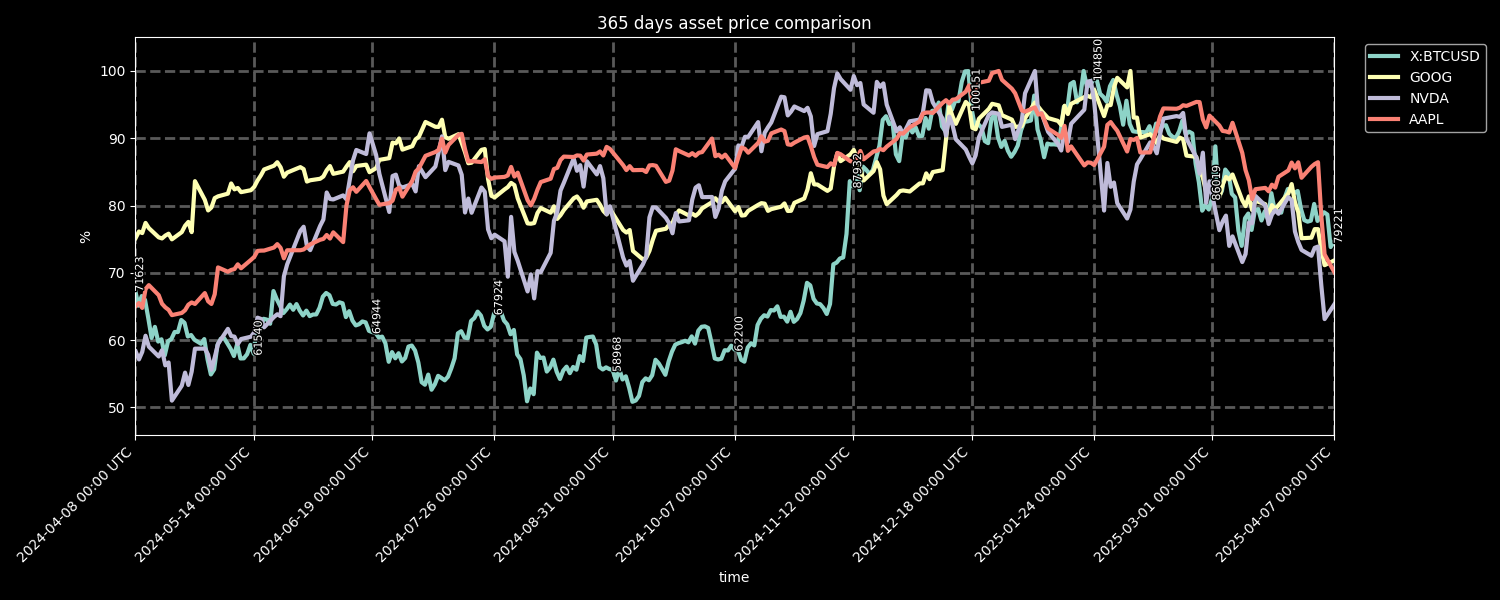 365 days asset price comparison
X:BTCUSD
GOOG
NVDA
AAPL
%
100
90
80
70
60
50
71623
61540
64944
67924
58968
62200
87932
100151
104850
86019
79221
2024-04-08 00:00 UTC
2024-05-14 00:00 UTC
2024-06-19 00:00 UTC
2024-07-26 00:00 UTC
2024-08-31 00:00 UTC
2024-10-07 00:00 UTC
2024-11-12 00:00 UTC
2024-12-18 00:00 UTC
2025-01-24 00:00 UTC
2025-03-01 00:00 UTC
2025-04-07 00:00 UTC
time